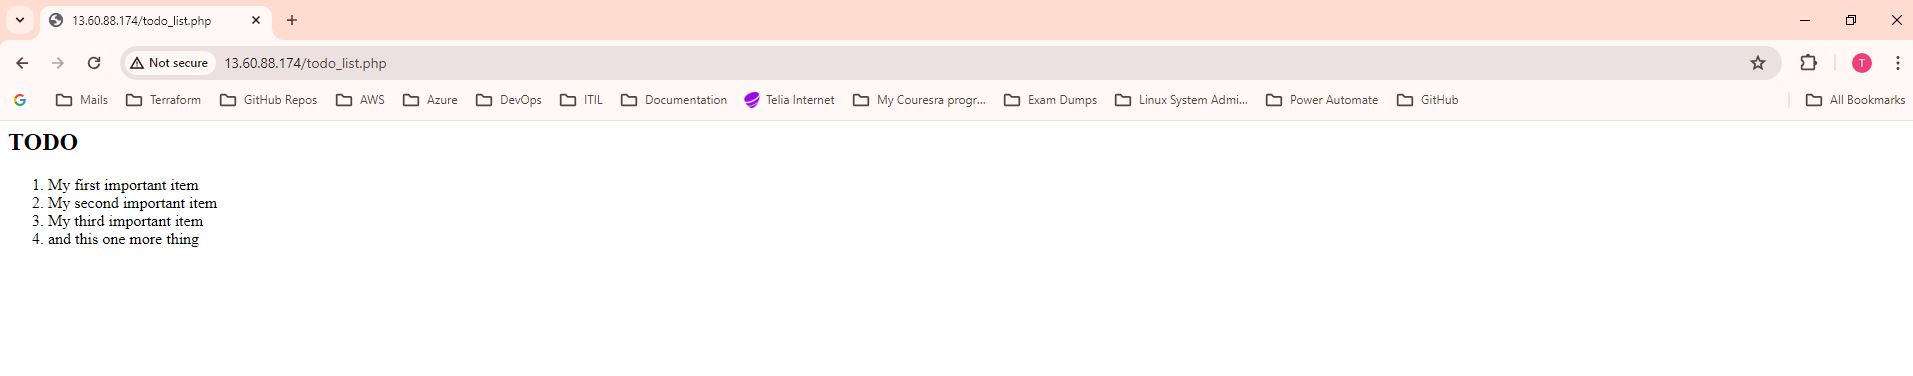 13.60.88.174/todo_list.php
Not secure 13.60.88.174/todo_list.php T
G Mails Terraform GitHub Repos AWS Azure DevOps ITIL Documentation Telia Internet My Couresra progr... Exam Dumps Linux System Admi... Power Automate GitHub All Bookmarks
TODO
1. My first important item
2. My second important item
3. My third important item
4. and this one more thing